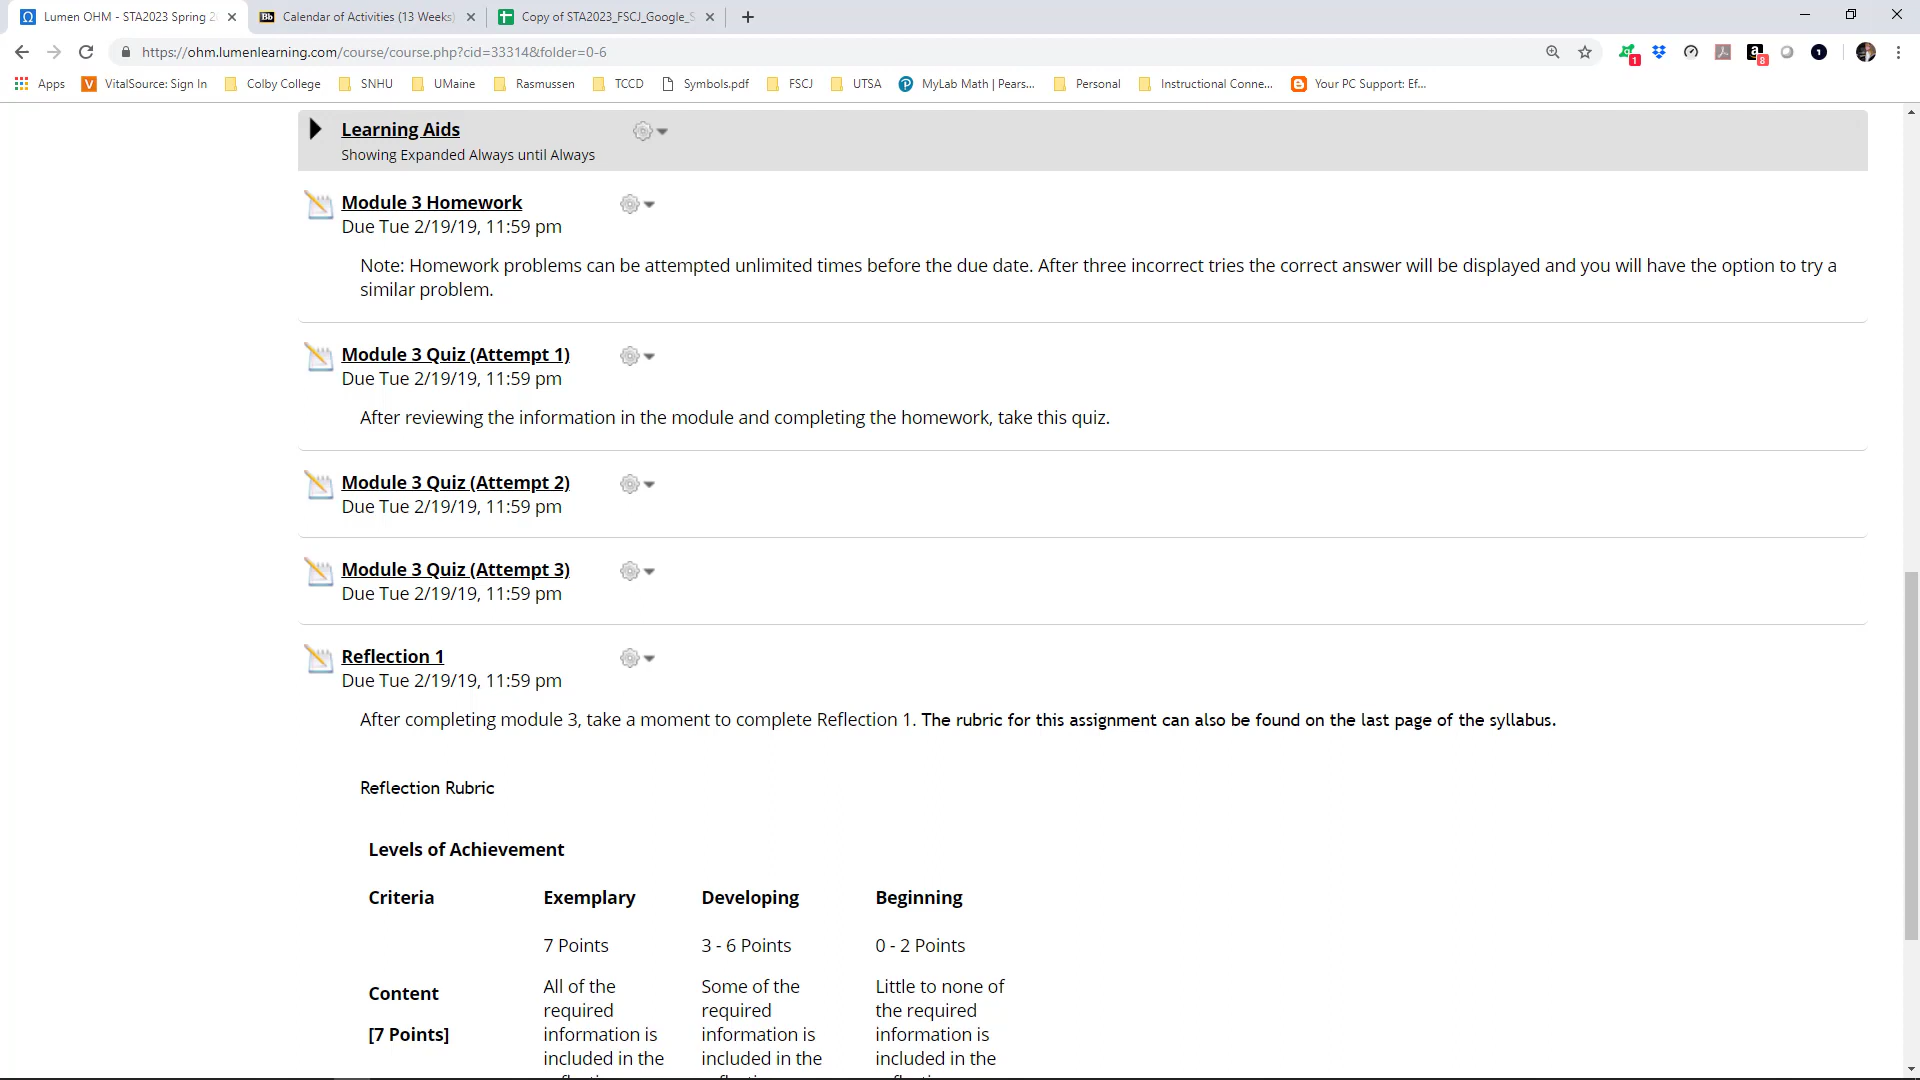 Lumen OHM - STA2023 Spring 2
Calendar of Activities (13 Weeks)
Copy of STA2023_FSCJ_Google_S
https://ohm.lumenlearning.com/course/course.php?cid=33314&folder=0-6
1
8
Apps
VitalSource: Sign In
Colby College
SNHU
UMaine
Rasmussen
TCCD
Symbols.pdf
FSCJ
UTSA
MyLab Math | Pears...
Personal
Instructional Conne...
Your PC Support: Ef...
Learning Aids
Showing Expanded Always until Always
Module 3 Homework
Due Tue 2/19/19, 11:59 pm
Note: Homework problems can be attempted unlimited times before the due date. After three incorrect tries the correct answer will be displayed and you will have the option to try a
similar problem.
Module 3 Quiz (Attempt 1)
Due Tue 2/19/19, 11:59 pm
After reviewing the information in the module and completing the homework, take this quiz.
Module 3 Quiz (Attempt 2)
Due Tue 2/19/19, 11:59 pm
Module 3 Quiz (Attempt 3)
Due Tue 2/19/19, 11:59 pm
Reflection 1
Due Tue 2/19/19, 11:59 pm
After completing module 3, take a moment to complete Reflection 1. The rubric for this assignment can also be found on the last page of the syllabus.
Reflection Rubric
Levels of Achievement
Criteria Exemplary Developing Beginning
7 Points 3 - 6 Points 0 - 2 Points
Content
[7 Points]
All of the
required
information is
included in the
Some of the
required
information is
included in the
Little to none of
the required
information is
included in the